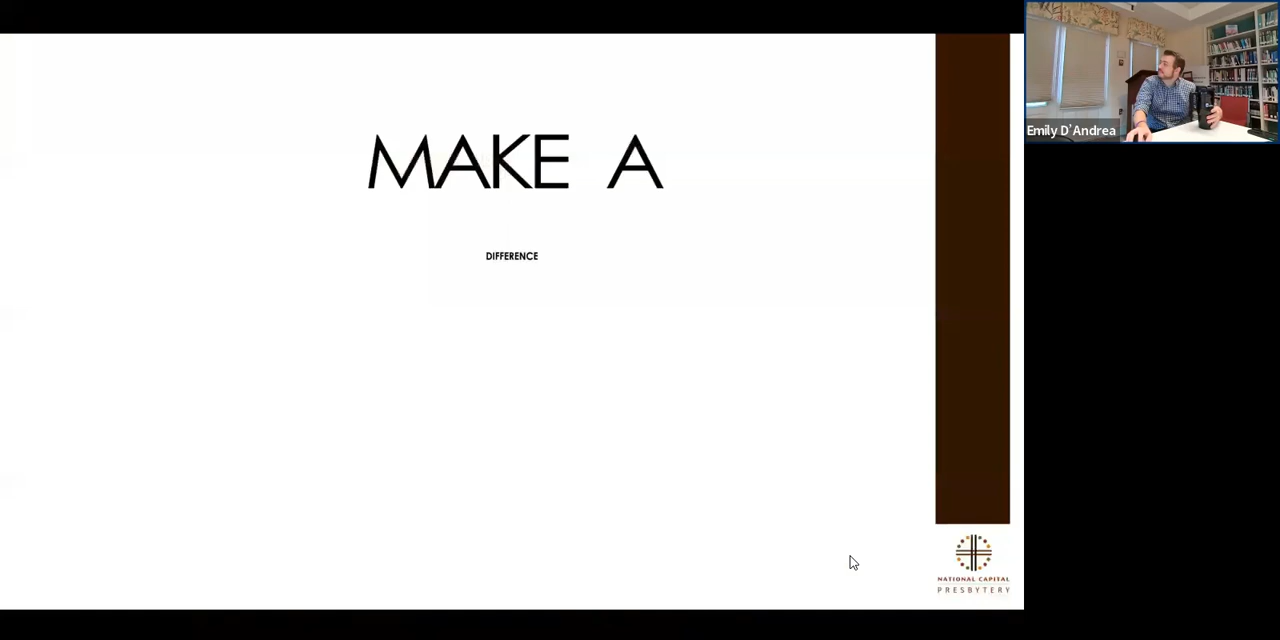 MAKE A
DIFFERENCE
Emily D'Andrea
NATIONAL CAPITAL
PRESBYTERY